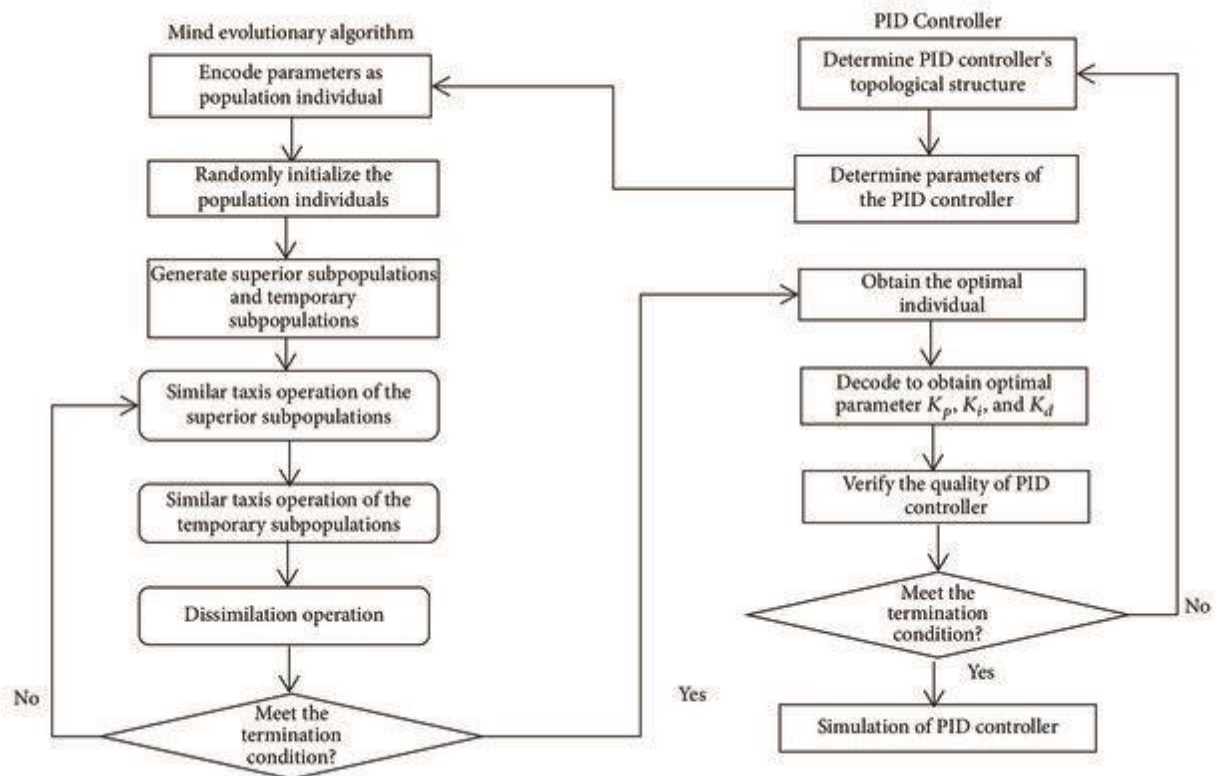 Mind evolutionary algorithm
Encode parameters as
population individual
Randomly initialize the
population individuals
Generate superior subpopulations
and temporary
subpopulations
Similar taxis operation of the
superior subpopulations
Similar taxis operation of the
temporary subpopulations
Dissimilation operation
No
Meet the
termination
condition?
Yes
PID Controller
Determine PID controller's
topological structure
Determine parameters of
the PID controller
Obtain the optimal
individual
Decode to obtain optimal
parameter K_p, K_i, and K_d
Verify the quality of PID
controller
Meet the
termination
condition?
No
Yes
Simulation of PID controller